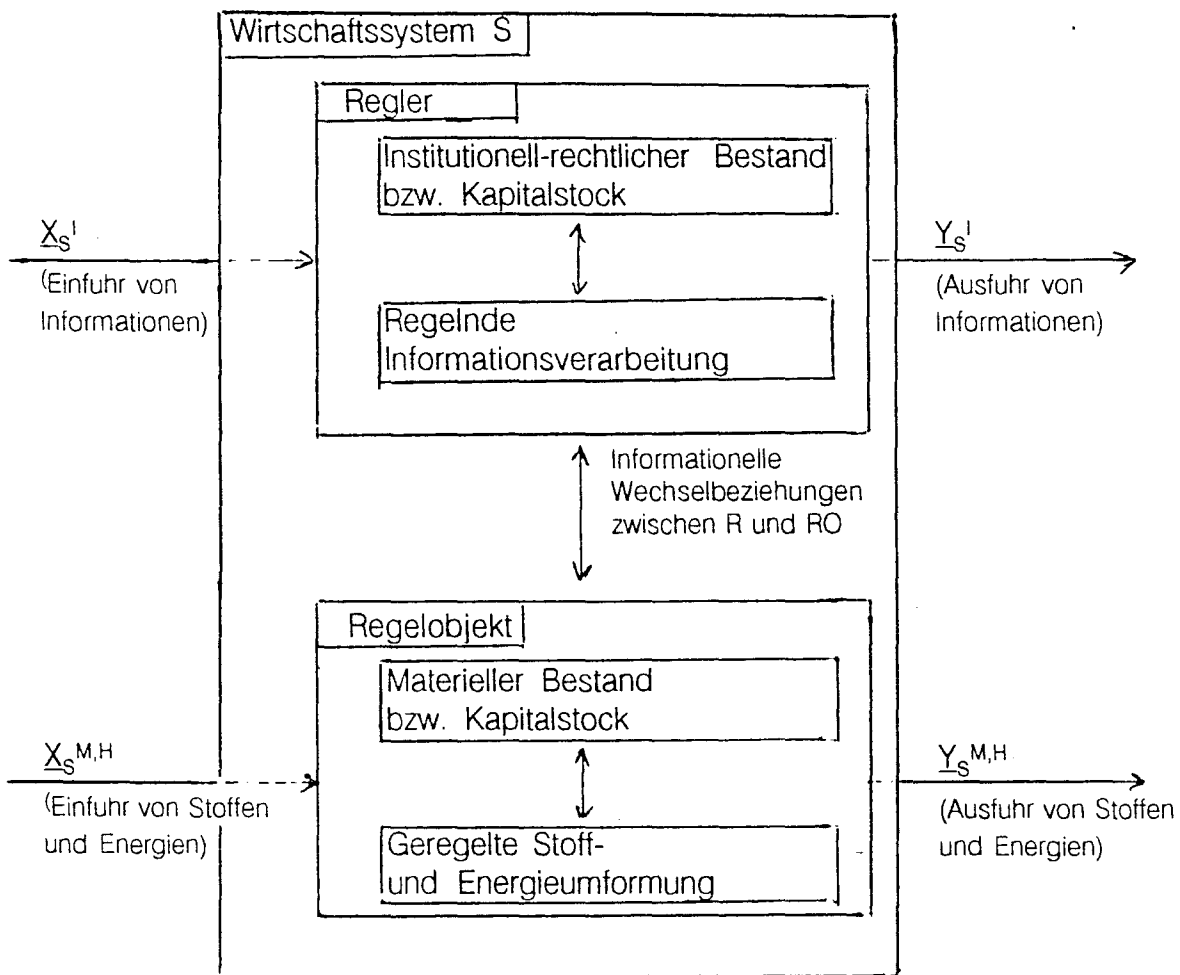 Wirtschaftssystem S
Regler
Institutionell-rechtlicher Bestand
bzw. Kapitalstock
X_S^I
(Einfuhr von
Informationen)
Y_S^I
(Ausfuhr von
Informationen)
Regelnde
Informationsverarbeitung
Informationelle
Wechselbeziehungen
zwischen R und RO
Regelobjekt
Materieller Bestand
bzw. Kapitalstock
X_S^M,H
(Einfuhr von Stoffen
und Energien)
Y_S^M,H
(Ausfuhr von Stoffen
und Energien)
Geregelte Stoff-
und Energieumformung